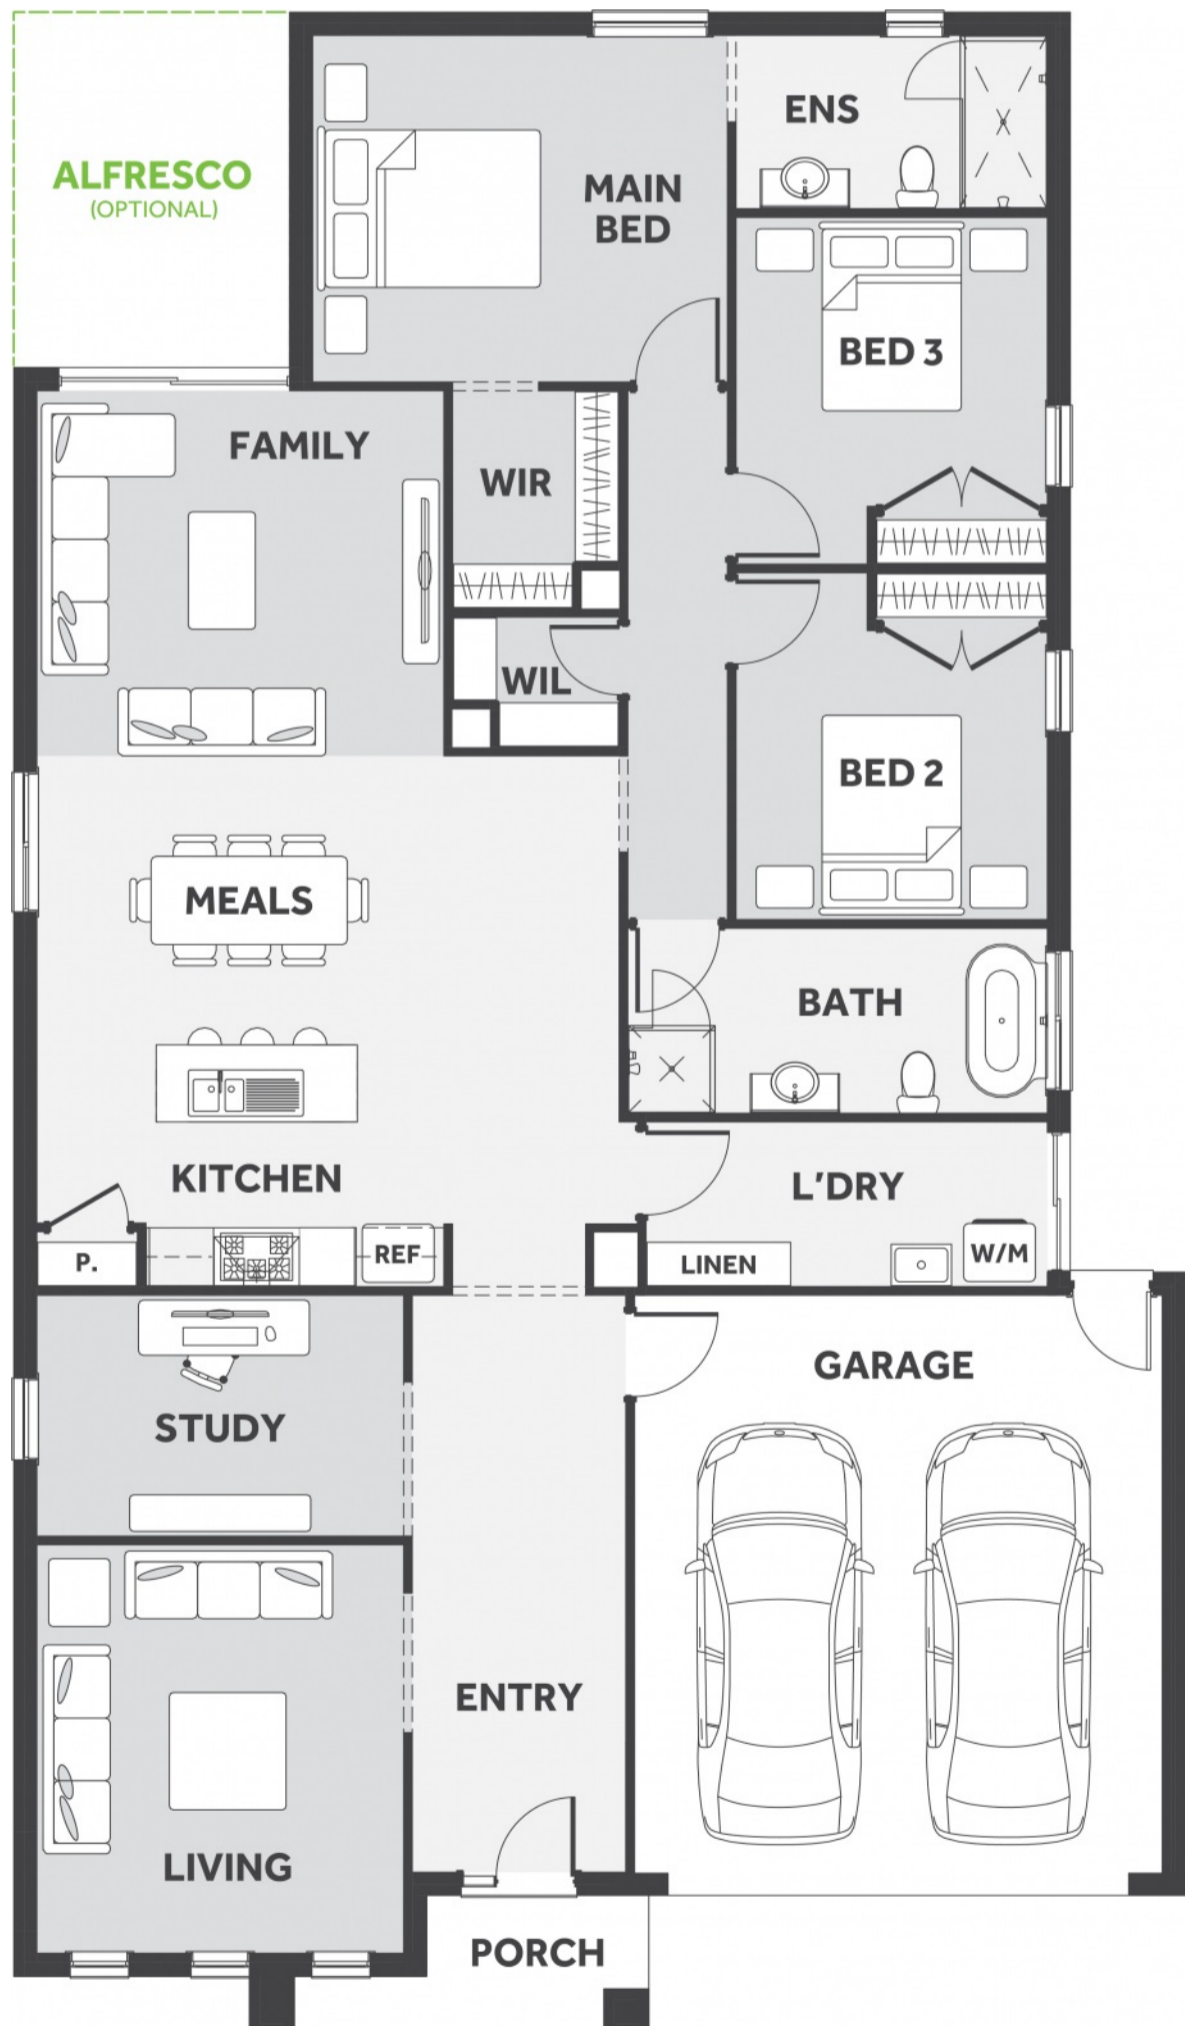 ALFRESCO
(OPTIONAL)
MAIN
BED
ENS
BED 3
FAMILY
WIR
WIL
BED 2
MEALS
BATH
KITCHEN
L'DRY
P.
REF
LINEN
W/M
GARAGE
STUDY
ENTRY
LIVING
PORCH